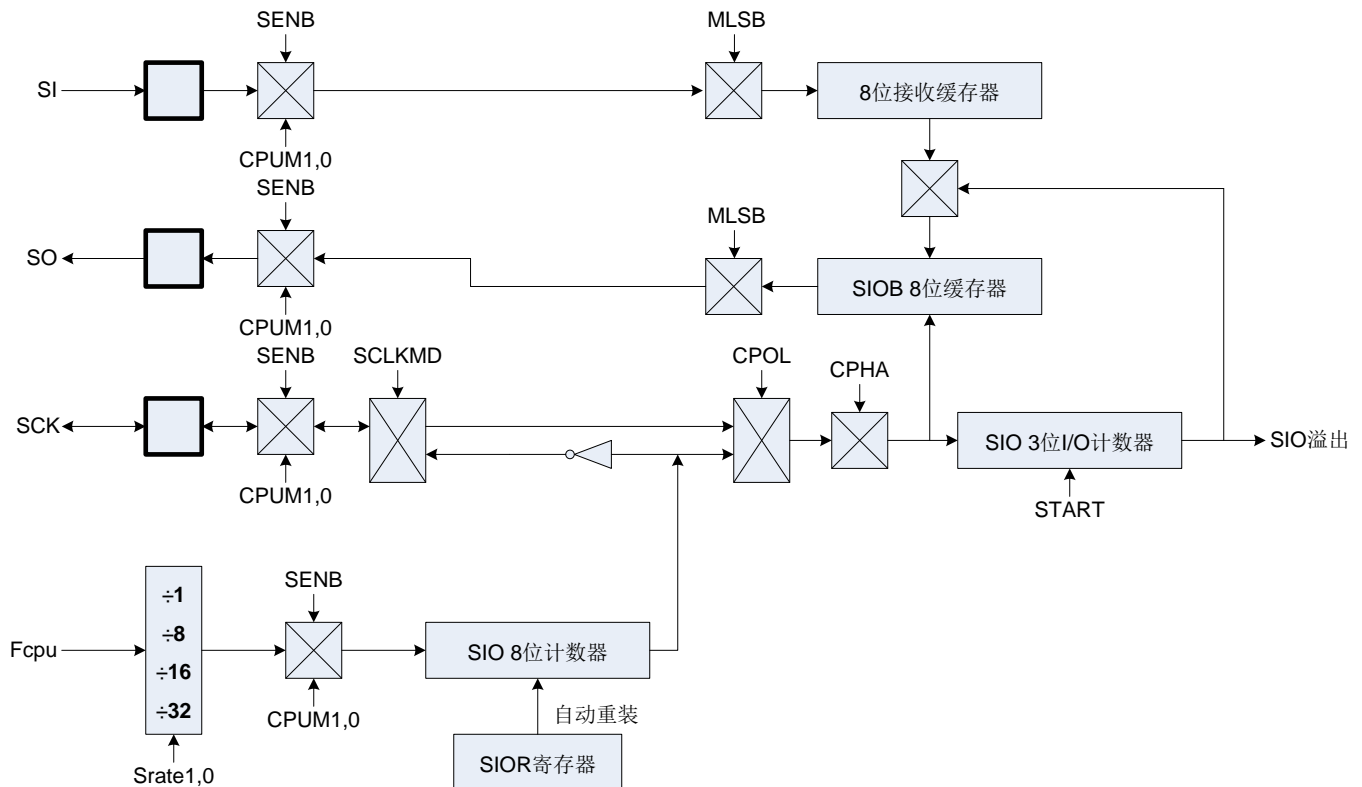 SENB
MLSB
SI
8位接收缓存器
CPUM1,0
SENB
MLSB
SO
SIOB 8位缓存器
CPUM1,0
SENB
SCLKMD
CPOL
CPHA
SCK
SIO 3位I/O计数器
SIO溢出
CPUM1,0
START
÷1
÷8
÷16
÷32
SENB
Fcpu
SIO 8位计数器
CPUM1,0
自动重装
SIOR寄存器
Srate1,0